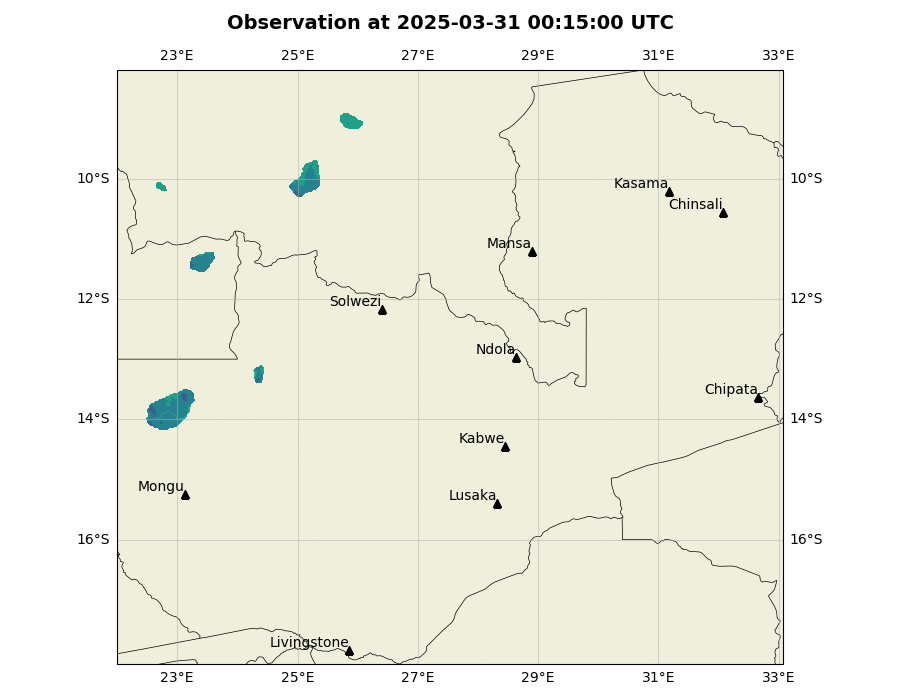 Observation at 2025-03-31 00:15:00 UTC
23°E 25°E 27°E 29°E 31°E 33°E
10°S 10°S
Kasama
Chinsali
Mansa
12°S 12°S
Solwezi
Ndola
Chipata
14°S 14°S
Kabwe
Mongu
Lusaka
16°S 16°S
Livingstone
23°E 25°E 27°E 29°E 31°E 33°E